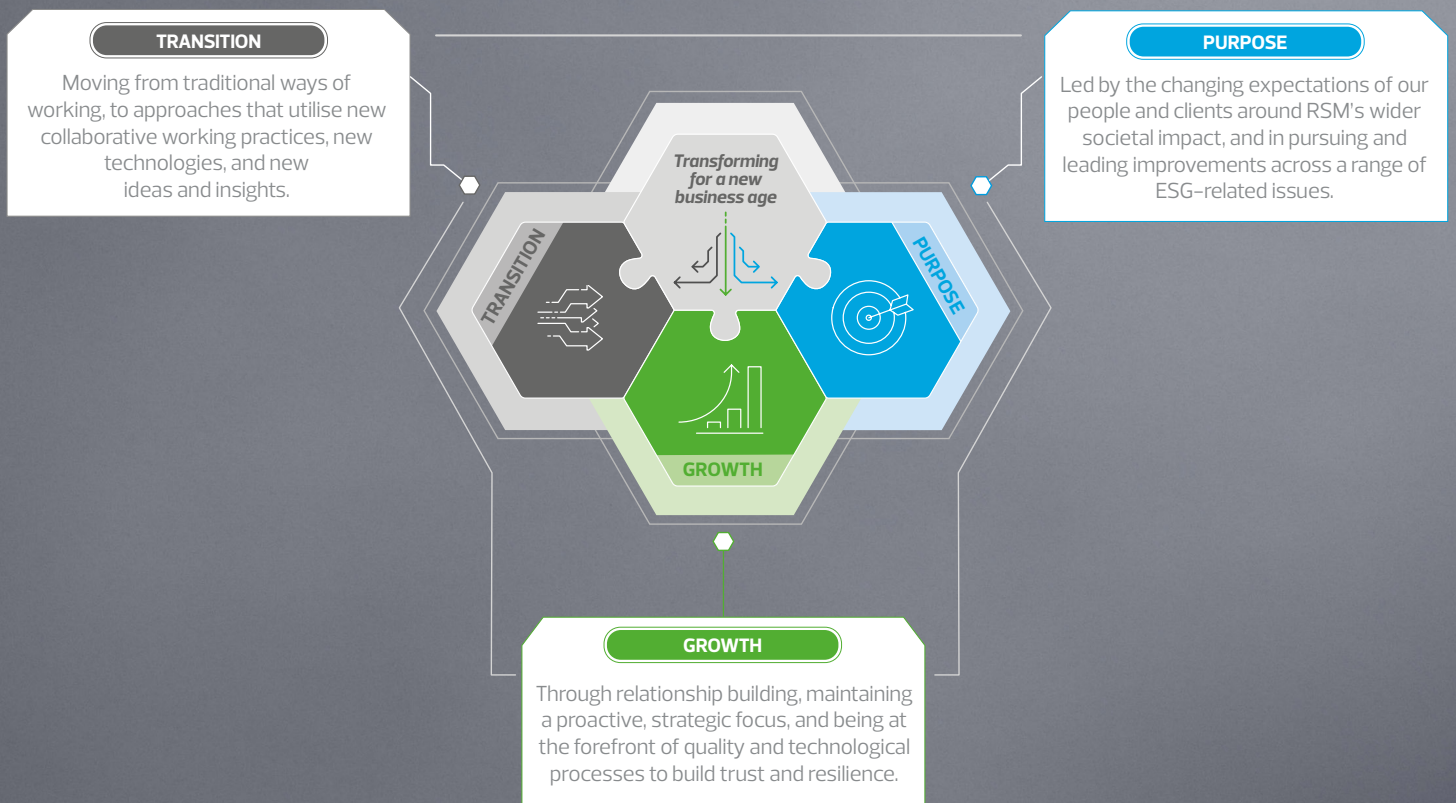 TRANSITION
Moving from traditional ways of
working, to approaches that utilise new
collaborative working practices, new
technologies, and new
ideas and insights.
PURPOSE
Led by the changing expectations of our
people and clients around RSM's wider
societal impact, and in pursuing and
leading improvements across a range of
ESG-related issues.
Transforming
for a new
business age
TRANSITION
PURPOSE
GROWTH
GROWTH
Through relationship building, maintaining
a proactive, strategic focus, and being at
the forefront of quality and technological
processes to build trust and resilience.